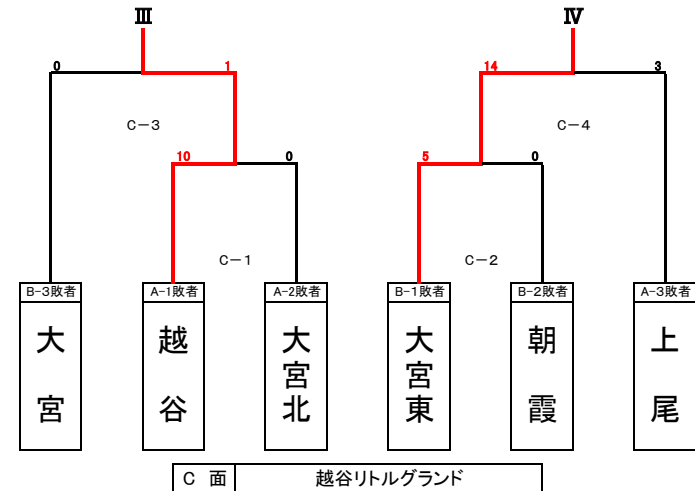 Ⅲ Ⅳ
0 1 14 3
C－3 C－4
10 0 5 0
C－1 C－2
B-3敗者 A-1敗者 A-2敗者 B-1敗者 B-2敗者 A-3敗者
大宮 越谷 大宮北 大宮東 朝霞 上尾
C 面 越谷リトルグランド